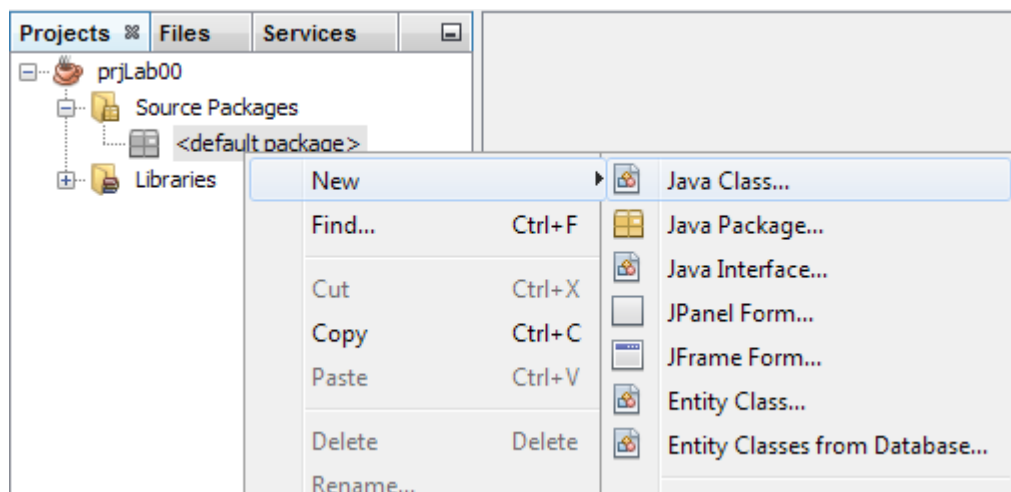 Projects Files Services
prjLab00
Source Packages
<default package>
Libraries
New
Find... Ctrl+F
Cut Ctrl+X
Copy Ctrl+C
Paste Ctrl+V
Delete Delete
Rename...
Java Class...
Java Package...
Java Interface...
JPanel Form...
JFrame Form...
Entity Class...
Entity Classes from Database...